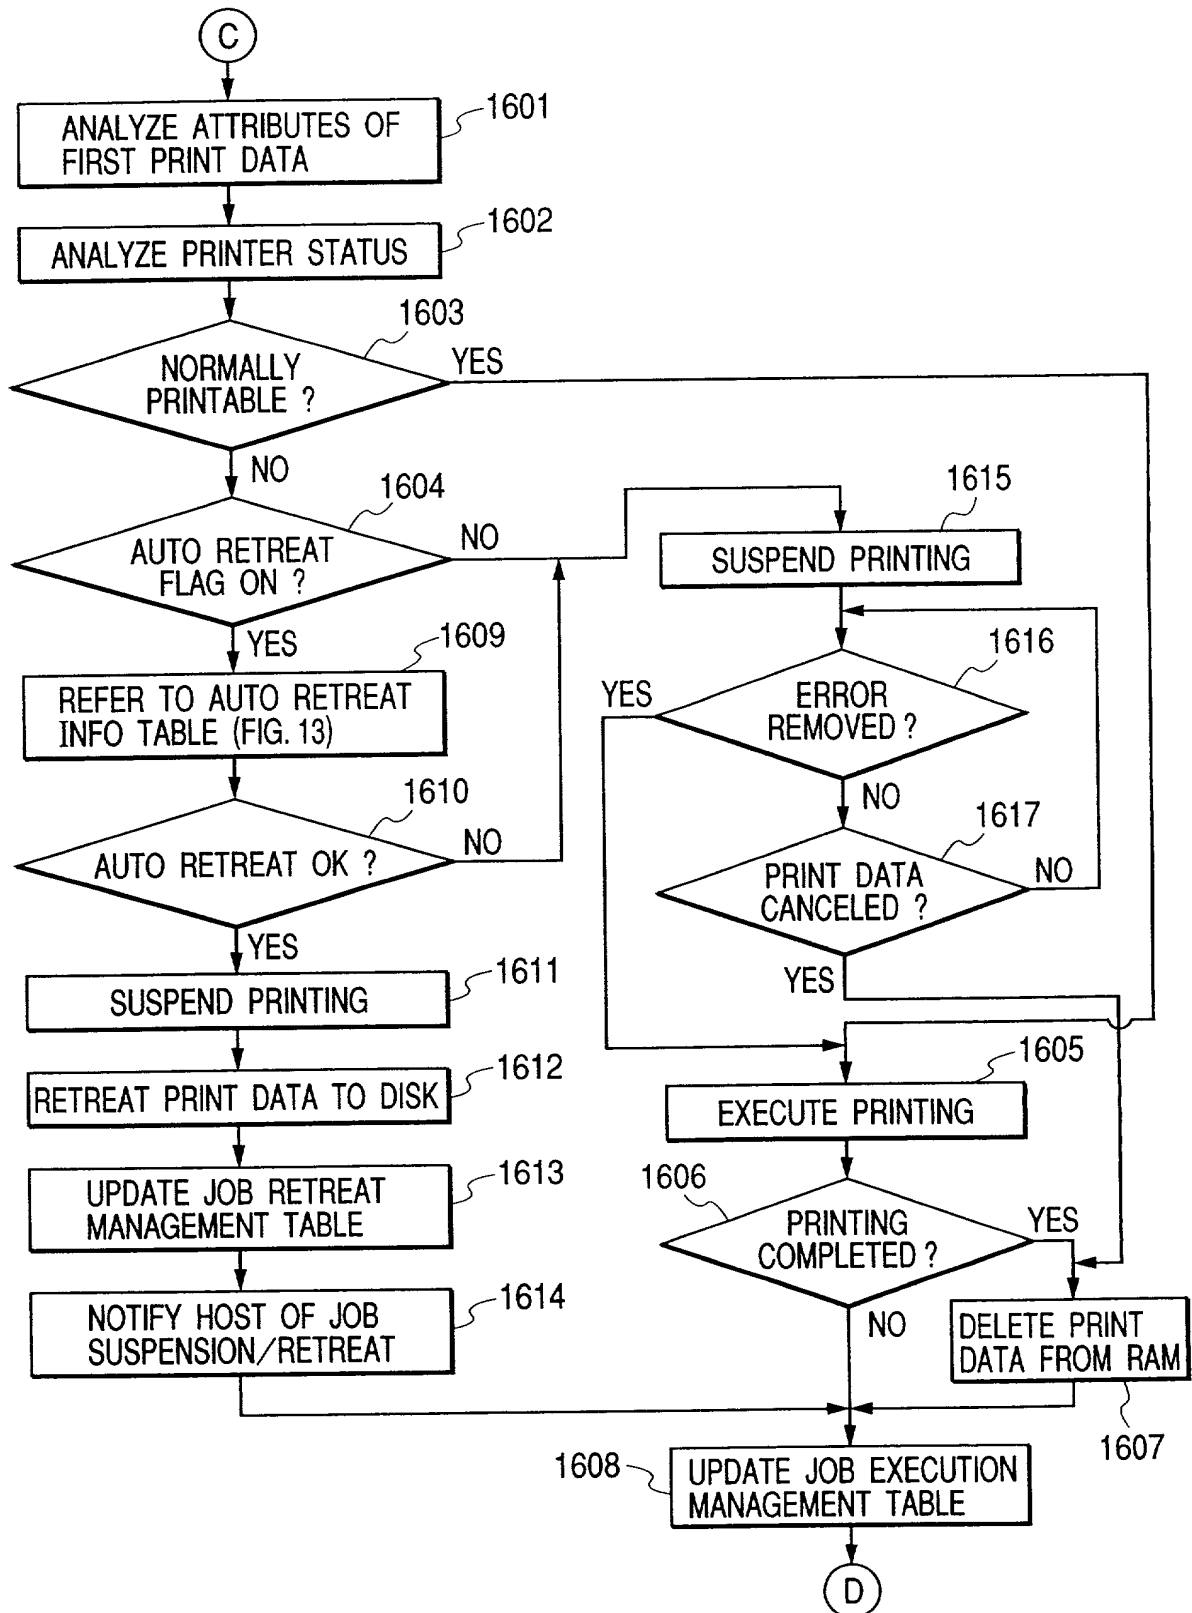 C
1601
ANALYZE ATTRIBUTES OF
FIRST PRINT DATA
1602
ANALYZE PRINTER STATUS
1603
NORMALLY
PRINTABLE ?
YES
NO
1604
AUTO RETREAT
FLAG ON ?
NO
YES
1609
REFER TO AUTO RETREAT
INFO TABLE (FIG. 13)
1610
AUTO RETREAT OK ?
NO
YES
1611
SUSPEND PRINTING
1612
RETREAT PRINT DATA TO DISK
1613
UPDATE JOB RETREAT
MANAGEMENT TABLE
1614
NOTIFY HOST OF JOB
SUSPENSION/RETREAT
1615
SUSPEND PRINTING
1616
YES
ERROR
REMOVED ?
NO
1617
PRINT DATA
CANCELED ?
NO
YES
1605
EXECUTE PRINTING
1606
PRINTING
COMPLETED ?
YES
NO
DELETE PRINT
DATA FROM RAM
1607
1608
UPDATE JOB EXECUTION
MANAGEMENT TABLE
D